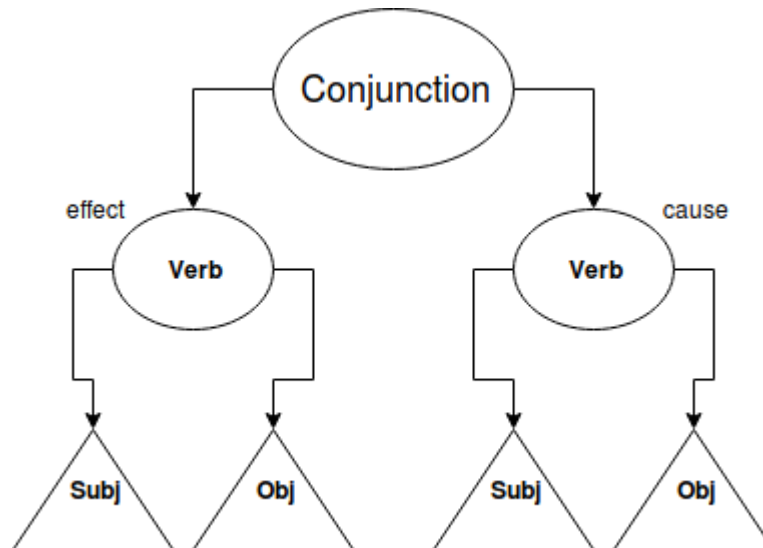 Conjunction
effect
cause
Verb
Verb
Subj
Obj
Subj
Obj